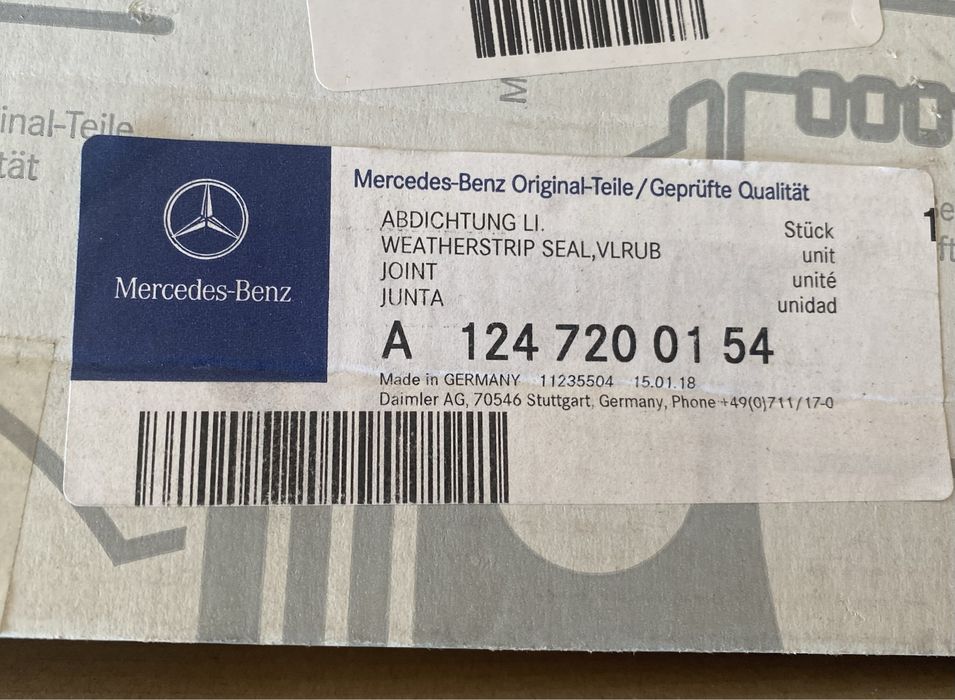 inal-Teile
tät
M
Mercedes-Benz
Mercedes-Benz Original-Teile/Geprüfte Qualität
ABDICHTUNG LI.
WEATHERSTRIP SEAL,VLRUB
JOINT
JUNTA
Stück
unit
unité
unidad
1
A 124 720 01 54
Made in GERMANY 11235504 15.01.18
Daimler AG, 70546 Stuttgart, Germany, Phone +49(0)711/17-0